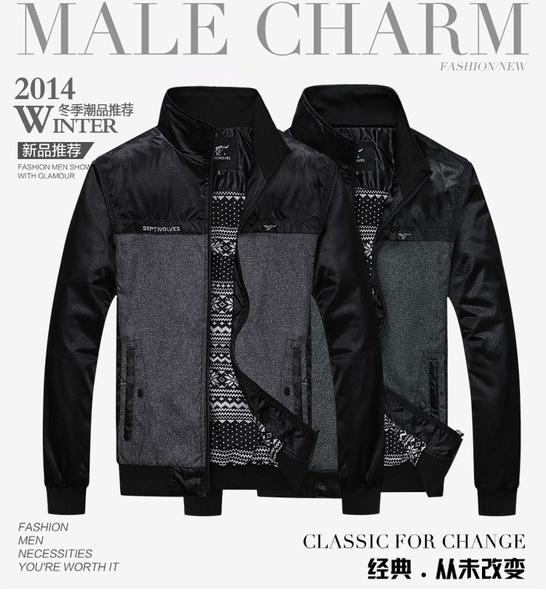 MALE CHARM
FASHION/NEW
2014
WINTER
冬季潮品推荐
新品推荐
FASHION MEN SHOW
WITH GLAMOUR
SEPTWOLVES
FASHION
MEN
NECESSITIES
YOU'RE WORTH IT
CLASSIC FOR CHANGE
经典.从未改变